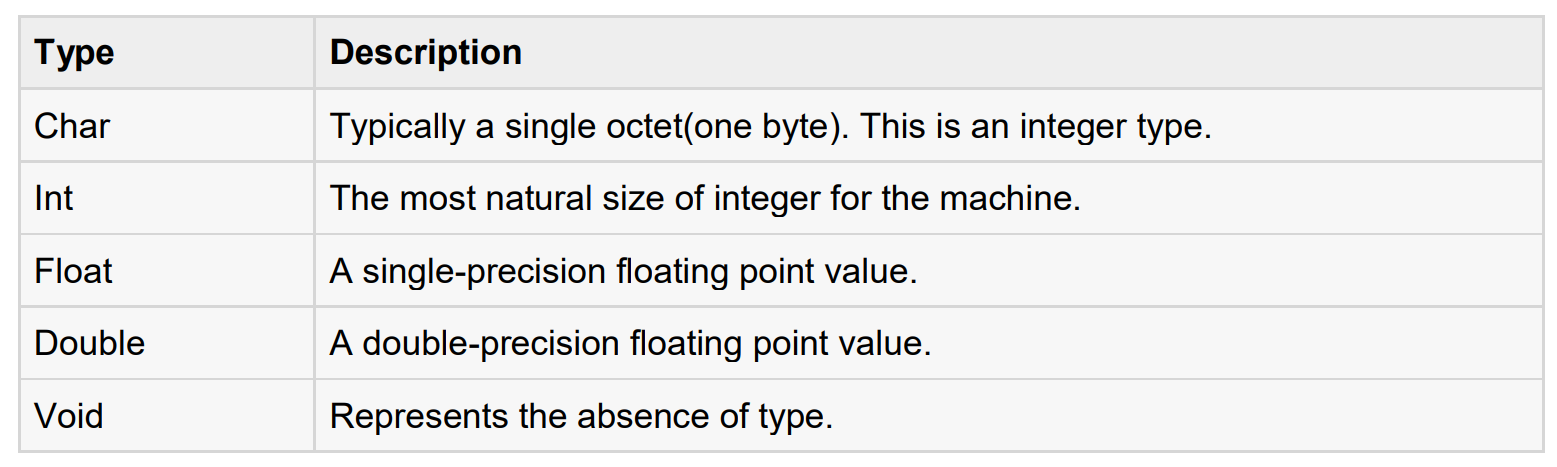 Type Description
Char Typically a single octet(one byte). This is an integer type.
Int The most natural size of integer for the machine.
Float A single-precision floating point value.
Double A double-precision floating point value.
Void Represents the absence of type.